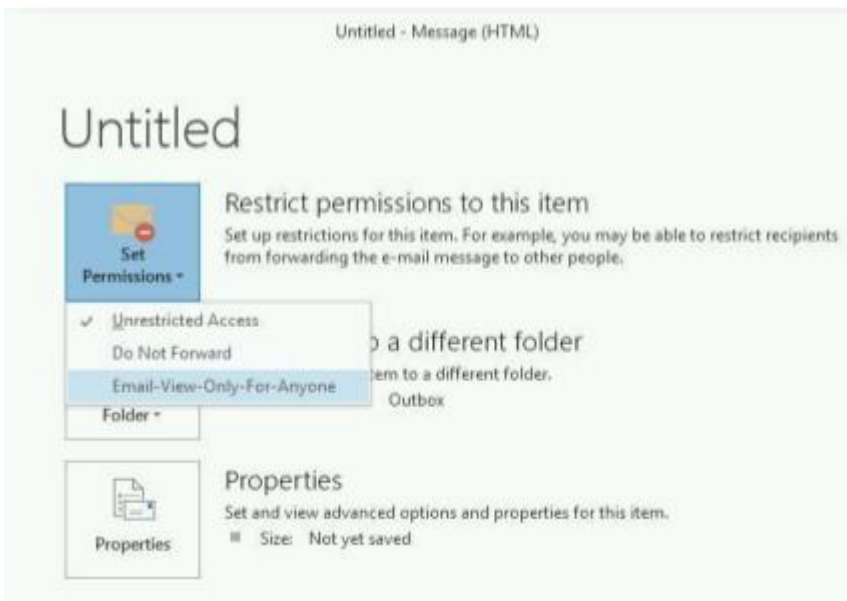 Untitled - Message (HTML)
Untitled
Set
Permissions
Restrict permissions to this item
Set up restrictions for this item. For example, you may be able to restrict recipients
from forwarding the e-mail message to other people.
Unrestricted Access
Do Not Forward
Email-View-Only-For-Anyone
a different folder
to a different folder.
Folder
Outbox
Properties
Properties
Set and view advanced options and properties for this item.
Size: Not yet saved